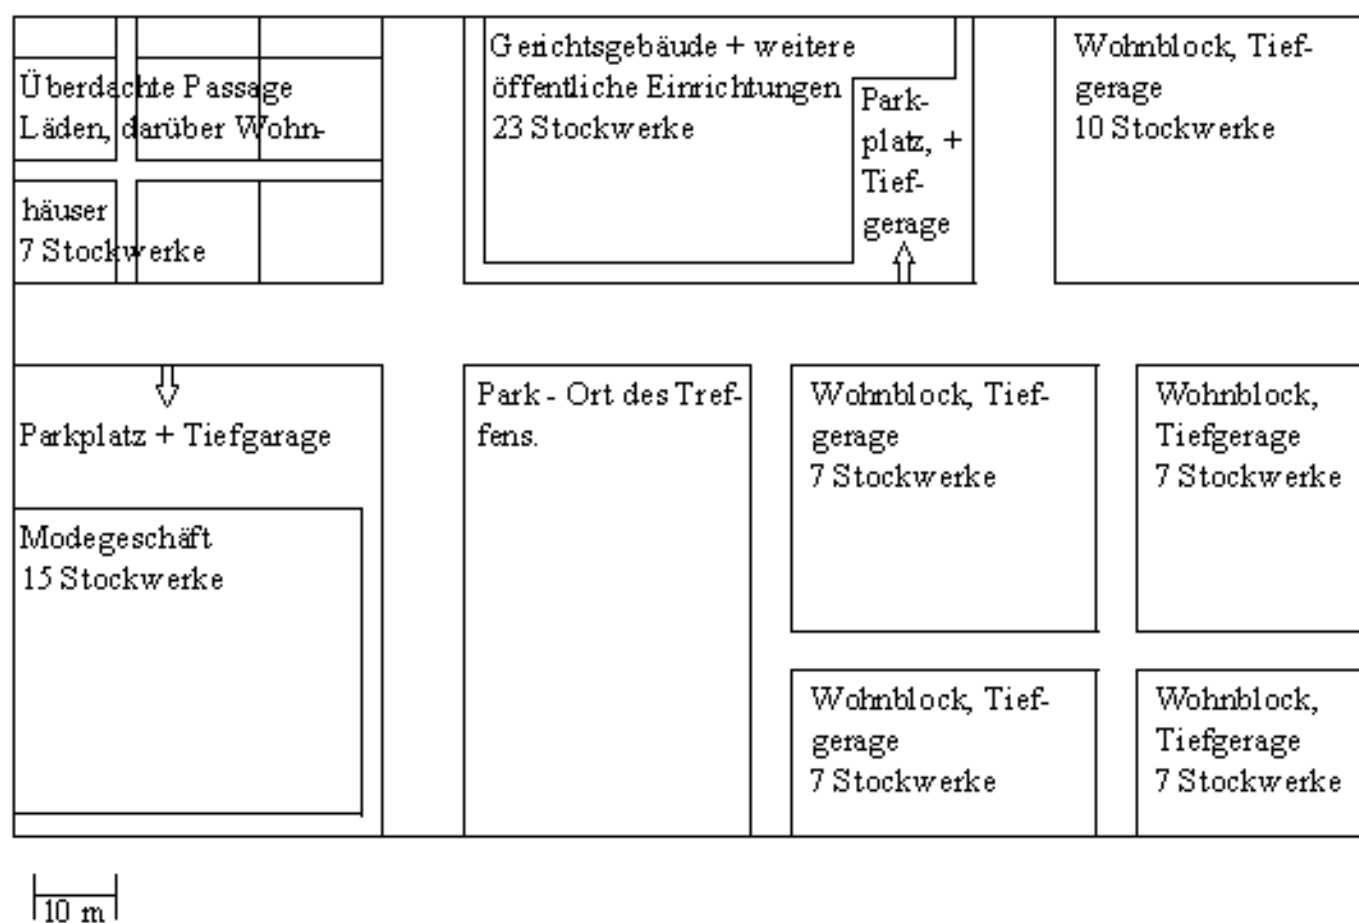 Überdachte Passage
Läden, darüber Wohn-
häuser
7 Stockwerke
Gerichtsgebäude + weitere
öffentliche Einrichtungen
23 Stockwerke
Park-
platz, +
Tief-
gerage
Wohnblock, Tief-
gerage
10 Stockwerke
Parkplatz + Tiefgarage
Modegeschäft
15 Stockwerke
Park - Ort des Tref-
fens.
Wohnblock, Tief-
gerage
7 Stockwerke
Wohnblock,
Tiefgerage
7 Stockwerke
Wohnblock, Tief-
gerage
7 Stockwerke
Wohnblock,
Tiefgerage
7 Stockwerke
10 m